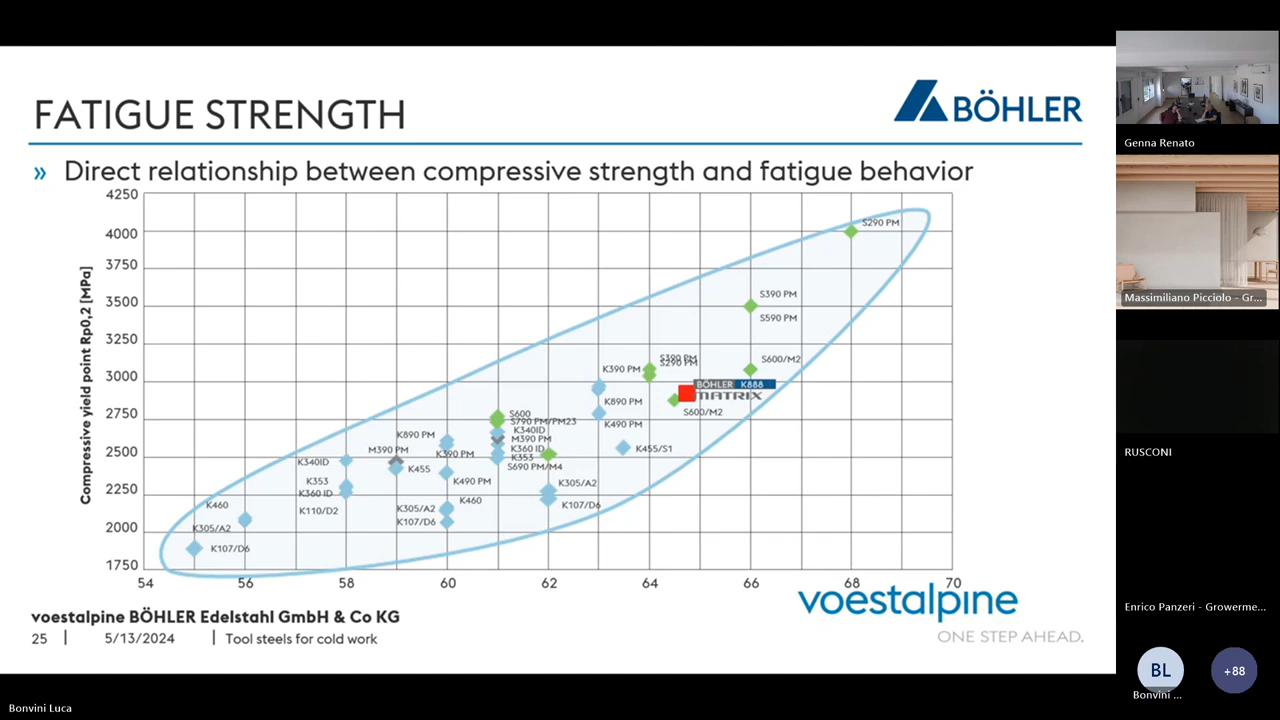 FATIGUE STRENGTH
BÖHLER
» Direct relationship between compressive strength and fatigue behavior
Compressive yield point Rp0,2 [MPa]
4250
4000
3750
3500
3250
3000
2750
2500
2250
2000
1750
54 56 58 60 62 64 66 68 70
S290 PM
S390 PM
S590 PM
S600/M2
S390 PM
S290 PM
K390 PM
BÖHLER K888
MATRIX
K890 PM
S600/M2
K490 PM
S600
S790 PM/PM23
K340ID
M390 PM
K360 ID
K353
S690 PM/M4
K455/S1
K890 PM
K390 PM
M390 PM
K455
K340ID
K353
K360 ID
K110/D2
K490 PM
K460
K305/A2
K107/D6
K305/A2
K107/D6
K460
K305/A2
K107/D6
voestalpine BÖHLER Edelstahl GmbH & Co KG
25 | 5/13/2024 | Tool steels for cold work
voestalpine
ONE STEP AHEAD.
Genna Renato
Massimiliano Picciolo - Gr...
RUSCONI
Enrico Panzeri - Growerme...
BL
+88
Bonvini ...
Bonvini Luca